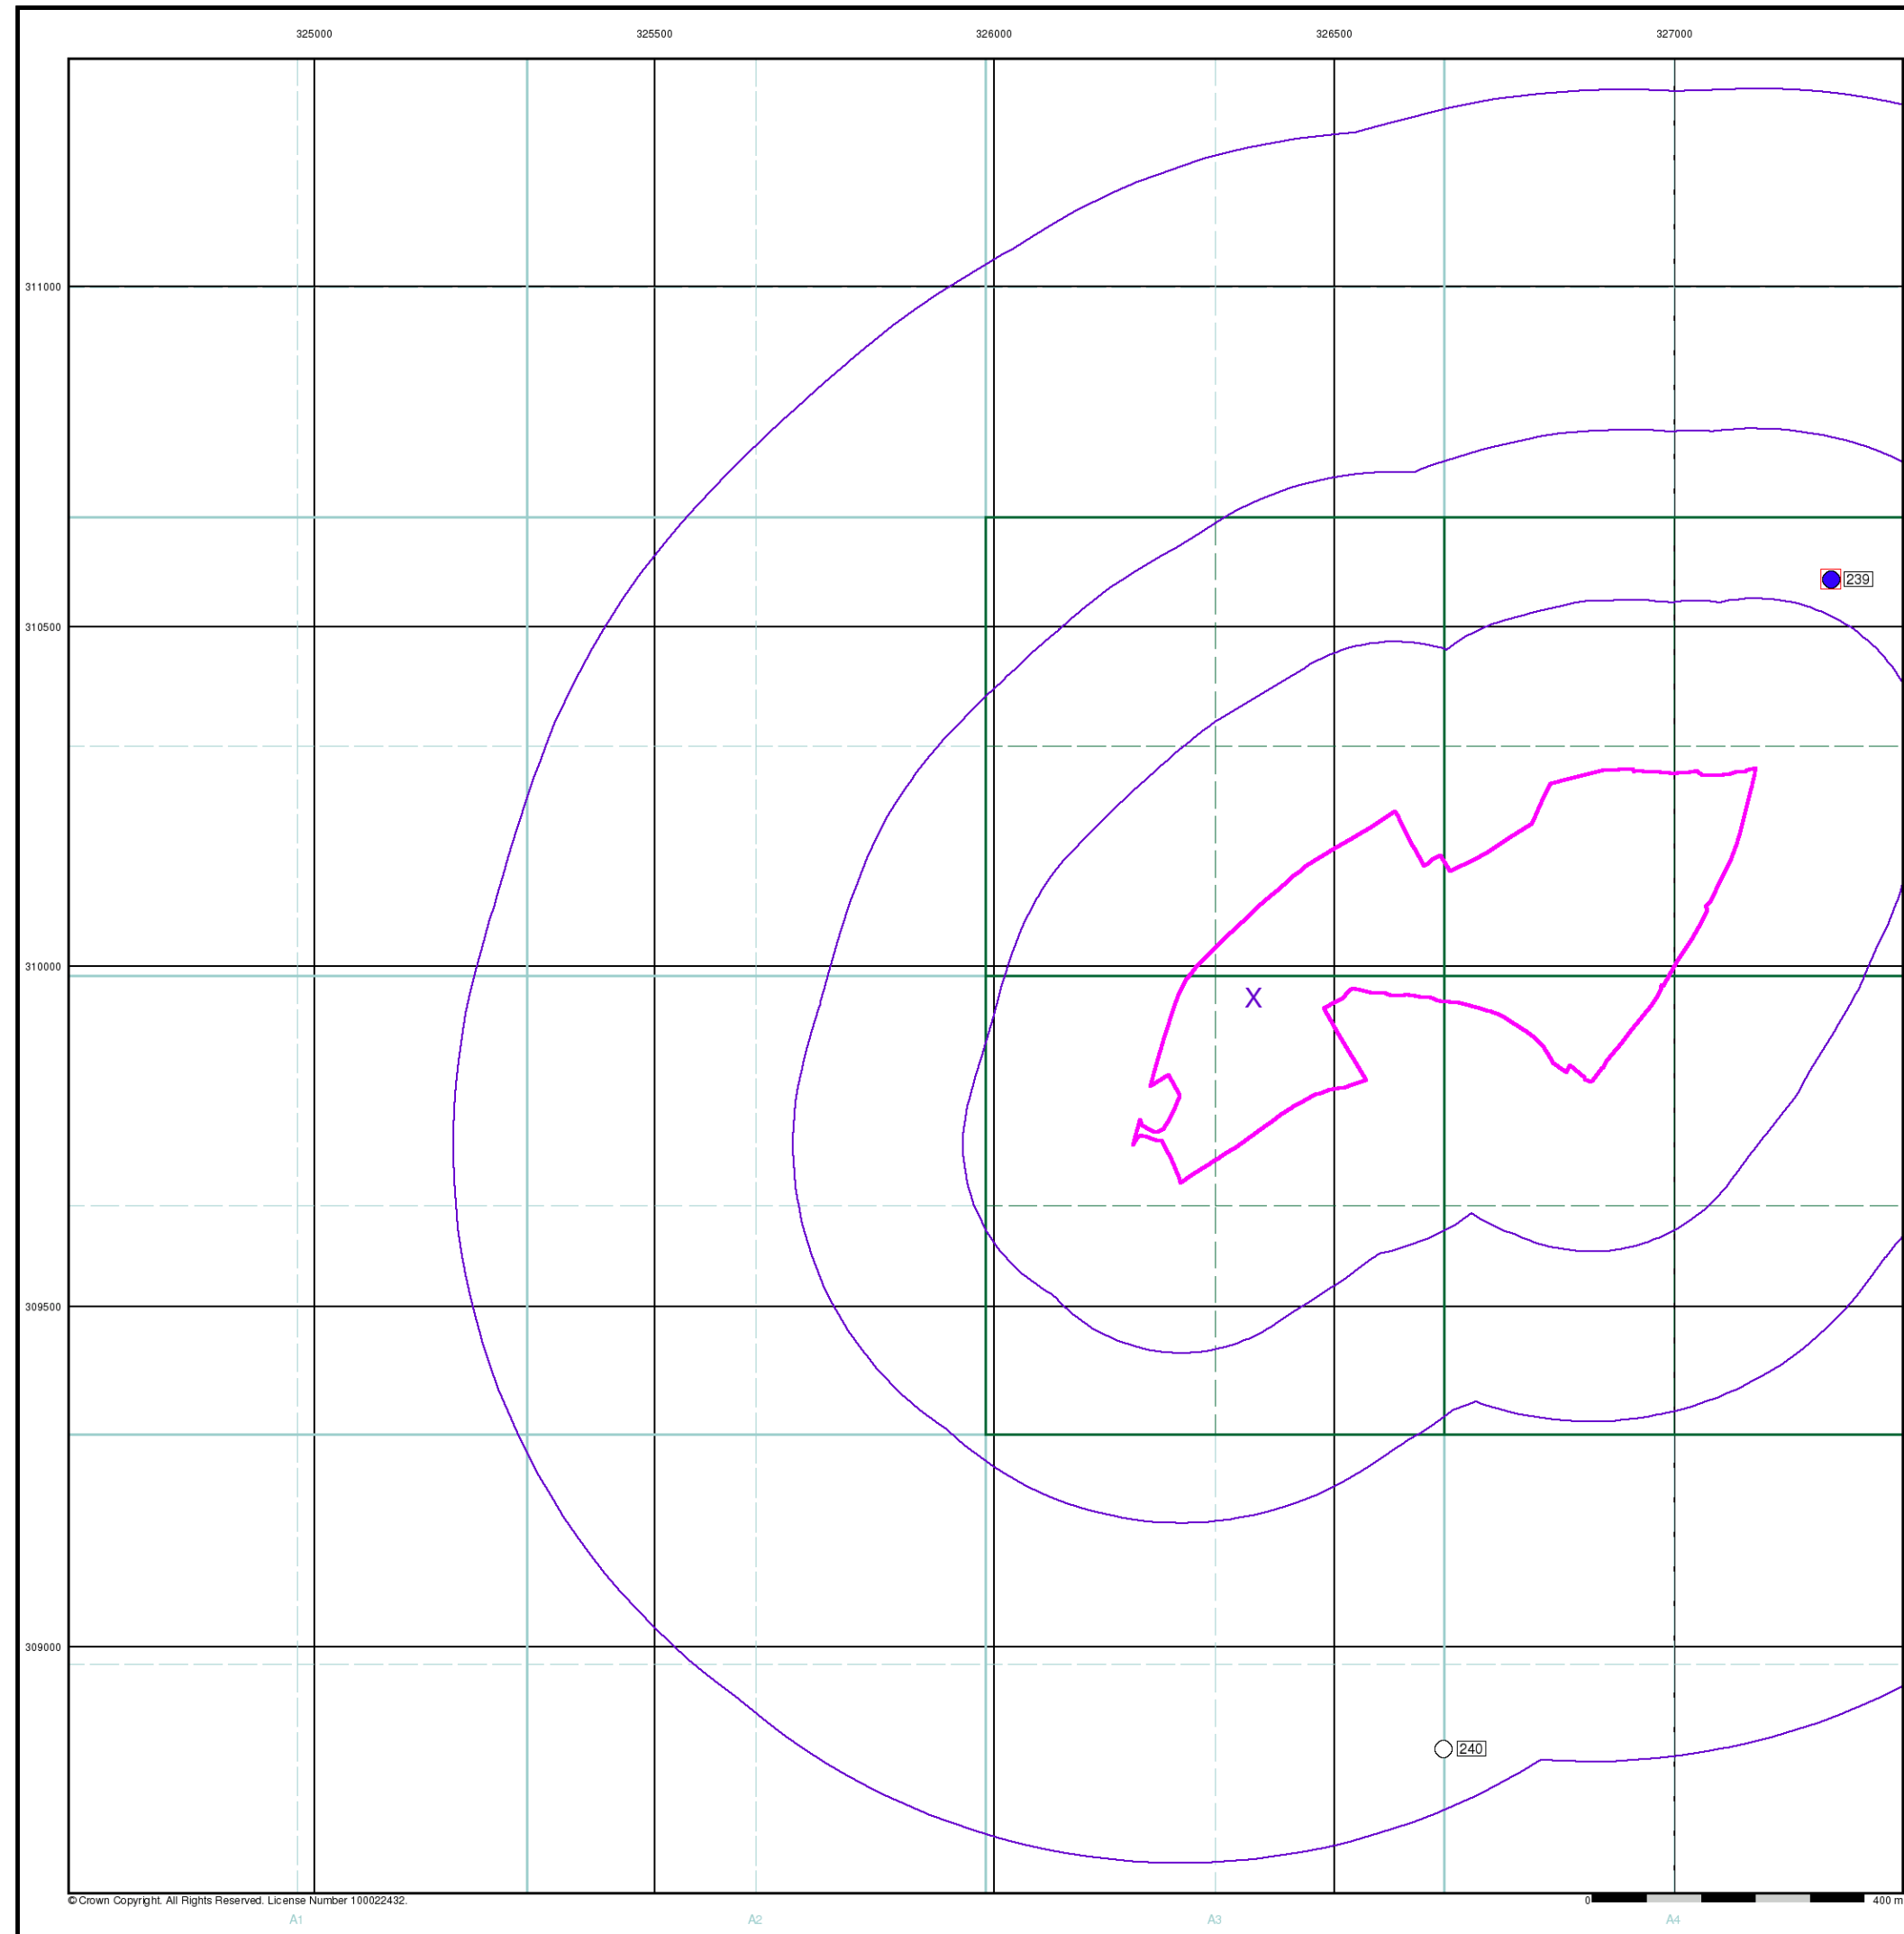 325000 325500 326000 326500 327000
311000
239
310500
310000
X
309500
309000
240
© Crown Copyright. All Rights Reserved. License Number 100022432.
0 400 m
A1 A2 A3 A4